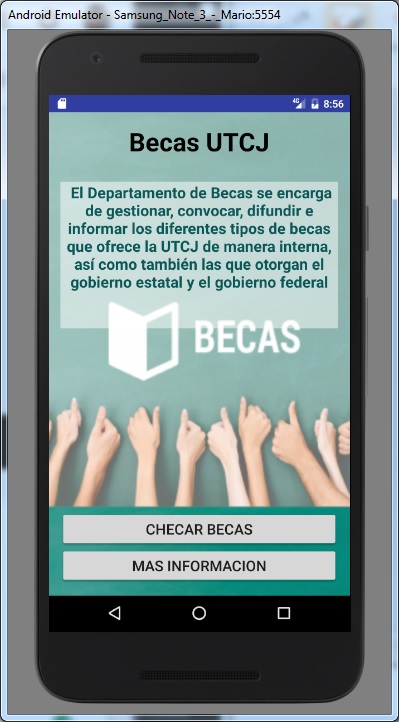 Android Emulator - Samsung_Note_3_-_Mario:5554
4G 8:56
Becas UTCJ
El Departamento de Becas se encarga
de gestionar, convocar, difundir e
informar los diferentes tipos de becas
que ofrece la UTCJ de manera interna,
así como también las que otorgan el
gobierno estatal y el gobierno federal
BECAS
CHECAR BECAS
MAS INFORMACION